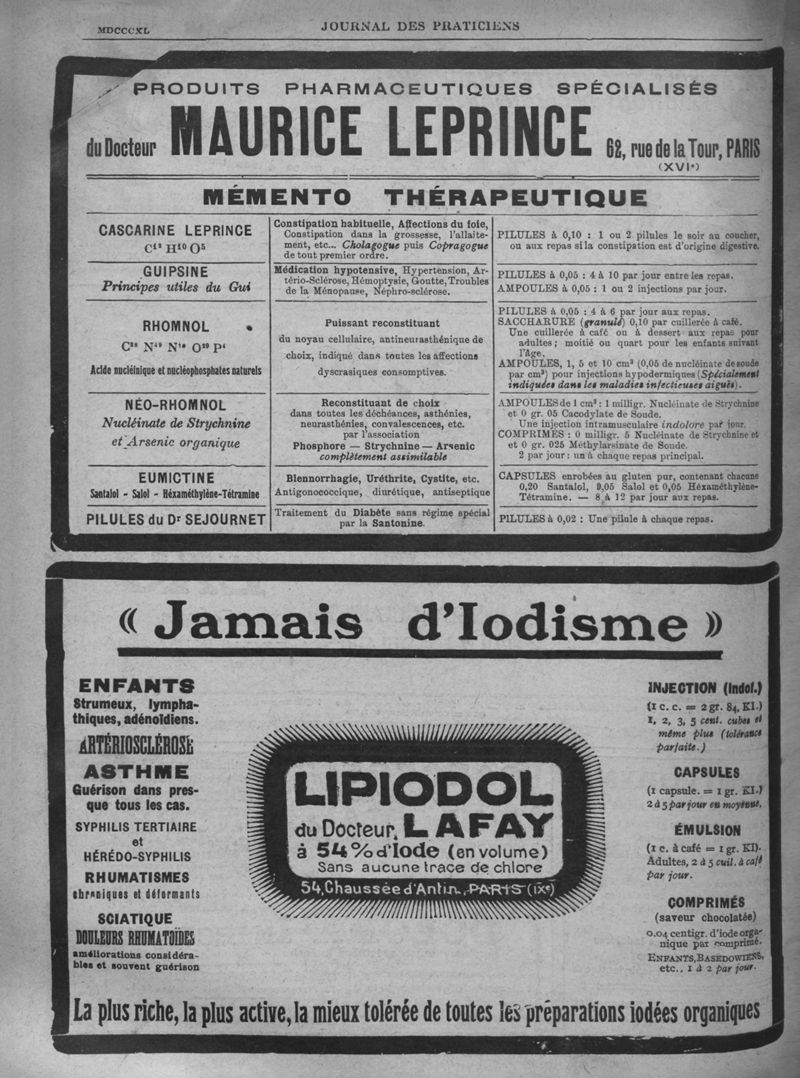 MDCCCXL
JOURNAL DES PRATICIENS
PRODUITS PHARMACEUTIQUES SPÉCIALISÉS
du Docteur MAURICE LEPRINCE 62, rue de la Tour, PARIS
(XVIe)
MÉMENTO THÉRAPEUTIQUE
CASCARINE LEPRINCE
C¹² H¹⁰ O⁵
Constipation habituelle, Affections du foie,
Constipation dans la grossesse, l'allaite-
ment, etc... Cholagogue puis Copragogue
de tout premier ordre.
PILULES à 0,10 : 1 ou 2 pilules le soir au coucher,
ou aux repas si la constipation est d'origine digestive.
GUIPSINE
Principes utiles du Gui
Médication hypotensive, Hypertension, Ar-
tério-Sclérose, Hémoptysie, Goutte, Troubles
de la Ménopause, Néphro-sclérose.
PILULES à 0,05 : 4 à 10 par jour entre les repas.
AMPOULES à 0,05 : 1 ou 2 injections par jour.
RHOMNOL
Acide nucléinique et nucléophosphates naturels
Puissant reconstituant
du noyau cellulaire, antineurasthénique de
choix, indiqué dans toutes les affections
dyscrasiques consomptives.
PILULES à 0,05 : 4 à 6 par jour aux repas.
SACCHARURE (granulé) 0,10 par cuillerée à café.
Une cuillerée à café ou à dessert aux repas pour
adultes ; moitié ou quart pour les enfants suivant
l'âge.
AMPOULES, 1, 5 et 10 cm³ (0,05 de nucléinate de soude
par cm³) pour injections hypodermiques (Spécialement
indiquées dans les maladies infectieuses aiguës).
NÉO-RHOMNOL
Nucléinate de Strychnine
et Arsenic organique
Reconstituant de choix
dans toutes les déchéances, asthénies,
neurasthénies, convalescences, etc.
par l'association
Phosphore — Strychnine — Arsenic
complètement assimilable
AMPOULES de 1 cm³ : 1 milligr. Nucléinate de Strychnine
et 0 gr. 05 Cacodylate de Soude.
Une injection intramusculaire indolore par jour.
COMPRIMÉS : 0 milligr. 5 Nucléinate de Strychnine et
et 0 gr. 025 Méthylarsinate de Soude.
2 par jour : un à chaque repas principal.
EUMICTINE
Santalol - Salol - Héxaméthylène-Tétramine
Blennorrhagie, Uréthrite, Cystite, etc.
Antigonococcique, diurétique, antiseptique
CAPSULES enrobées au gluten pur, contenant chacune
0,20 Santalol, 0,05 Salol et 0,05 Héxaméthylène-
Tétramine. — 8 à 12 par jour aux repas.
PILULES du Dr SEJOURNET
Traitement du Diabète sans régime spécial
par la Santonine.
PILULES à 0,02 : Une pilule à chaque repas.
« Jamais d'Iodisme »
ENFANTS
Strumeux, lympha-
thiques, adénoïdiens.
ARTÉRIOSCLÉROSE
ASTHME
Guérison dans pres-
que tous les cas.
SYPHILIS TERTIAIRE
et
HÉRÉDO-SYPHILIS
RHUMATISMES
chroniques et déformants
SCIATIQUE
DOULEURS RHUMATOÏDES
améliorations considéra-
bles et souvent guérison
LIPIODOL
du Docteur LAFAY
à 54% d'Iode (en volume)
Sans aucune trace de chlore
54, Chaussée d'Antin, PARIS (IXe)
INJECTION (indol.)
(1 c. c. = 2 gr. 84, KI.)
1, 2, 3, 5 cent. cubes et
même plus (tolérance
parfaite.)
CAPSULES
(1 capsule. = 1 gr. KI.)
2 à 5 par jour en moyenne.
ÉMULSION
(1 c. à café = 1 gr. KI).
Adultes, 2 à 5 cuil. à café
par jour.
COMPRIMÉS
(saveur chocolatée)
0.04 centigr. d'iode orga-
nique par comprimé.
ENFANTS, BASEDOWIENS,
etc.. 1 à 2 par jour.
La plus riche, la plus active, la mieux tolérée de toutes les préparations iodées organiques